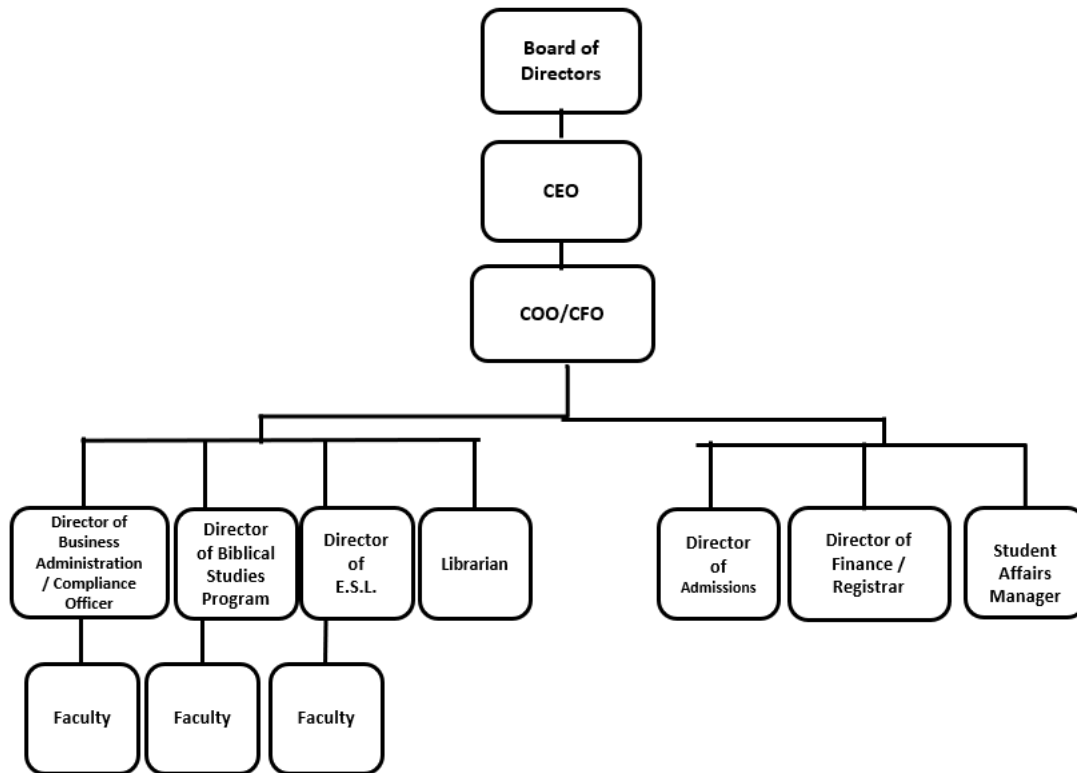 Board of
Directors
CEO
COO/CFO
Director of
Business
Administration
/ Compliance
Officer
Director
of Biblical
Studies
Program
Director
of
E.S.L.
Librarian
Director
of
Admissions
Director of
Finance /
Registrar
Student
Affairs
Manager
Faculty
Faculty
Faculty